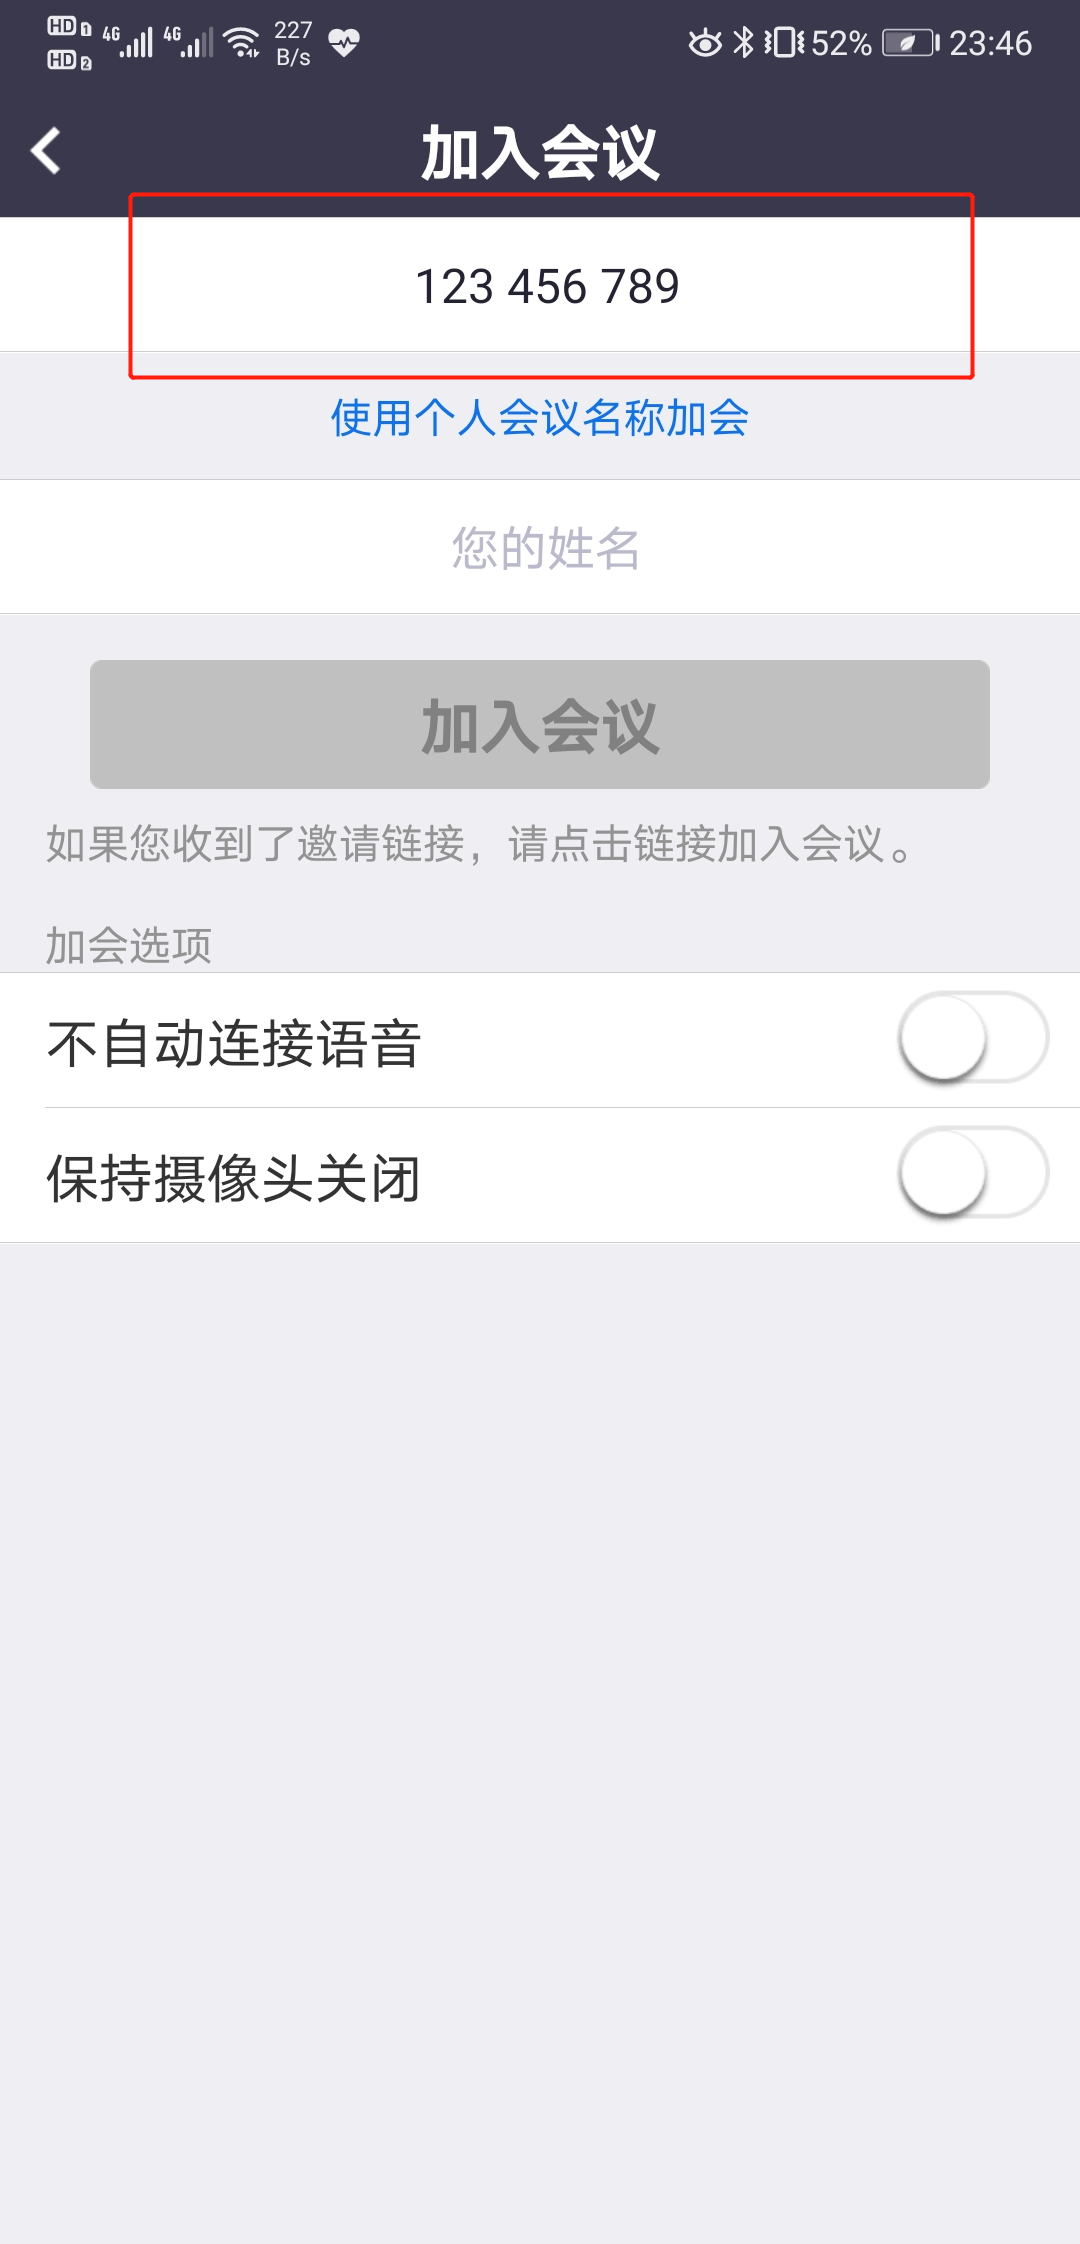 HD 1 4G 4G 227 B/s 52% 23:46
HD 2
加入会议
123 456 789
使用个人会议名称加会
您的姓名
加入会议
如果您收到了邀请链接，请点击链接加入会议。
加会选项
不自动连接语音
保持摄像头关闭